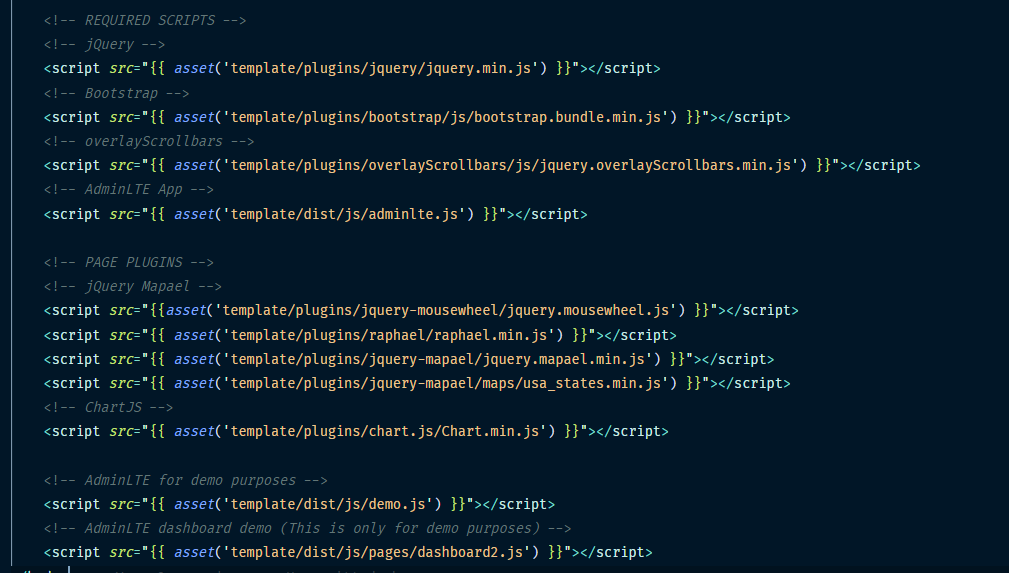 <!-- REQUIRED SCRIPTS -->
<!-- jQuery -->
<script src="{{ asset('template/plugins/jquery/jquery.min.js') }}"></script>
<!-- Bootstrap -->
<script src="{{ asset('template/plugins/bootstrap/js/bootstrap.bundle.min.js') }}"></script>
<!-- overlayScrollbars -->
<script src="{{ asset('template/plugins/overlayScrollbars/js/jquery.overlayScrollbars.min.js') }}"></script>
<!-- AdminLTE App -->
<script src="{{ asset('template/dist/js/adminlte.js') }}"></script>
<!-- PAGE PLUGINS -->
<!-- jQuery Mapael -->
<script src="{{asset('template/plugins/jquery-mousewheel/jquery.mousewheel.js') }}"></script>
<script src="{{ asset('template/plugins/raphael/raphael.min.js') }}"></script>
<script src="{{ asset('template/plugins/jquery-mapael/jquery.mapael.min.js') }}"></script>
<script src="{{ asset('template/plugins/jquery-mapael/maps/usa_states.min.js') }}"></script>
<!-- ChartJS -->
<script src="{{ asset('template/plugins/chart.js/Chart.min.js') }}"></script>
<!-- AdminLTE for demo purposes -->
<script src="{{ asset('template/dist/js/demo.js') }}"></script>
<!-- AdminLTE dashboard demo (This is only for demo purposes) -->
<script src="{{ asset('template/dist/js/pages/dashboard2.js') }}"></script>